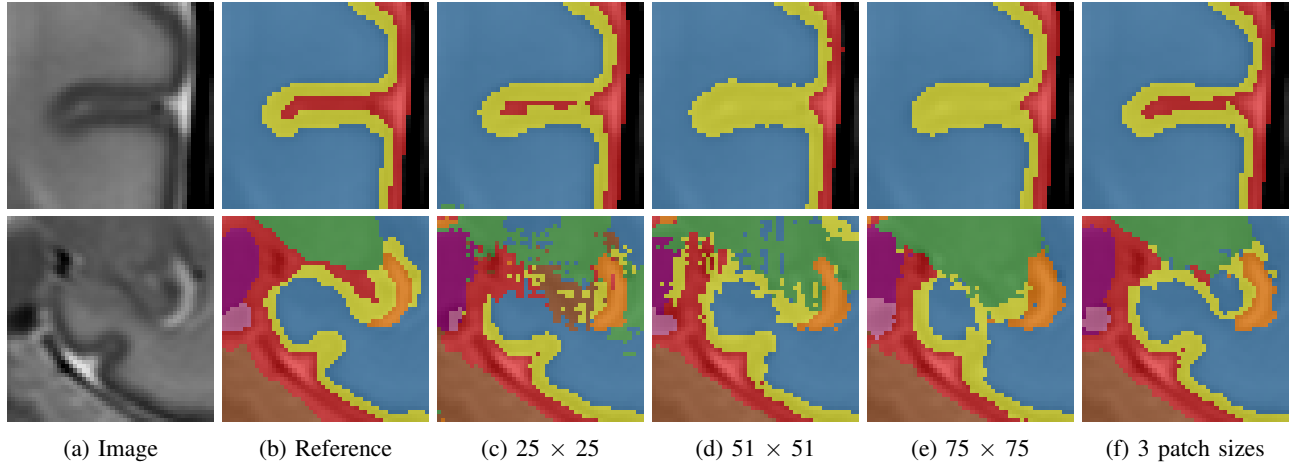 (a) Image (b) Reference (c) 25 × 25 (d) 51 × 51 (e) 75 × 75 (f) 3 patch sizes